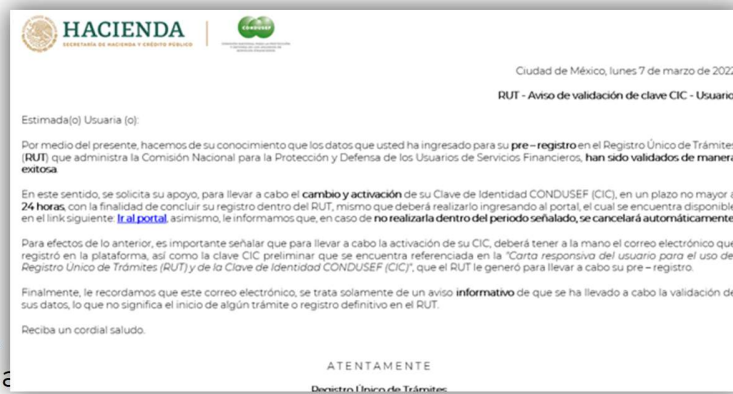 HACIENDA
SECRETARÍA DE HACIENDA Y CRÉDITO PÚBLICO
CONDUSEF
Ciudad de México, lunes 7 de marzo de 2022
RUT - Aviso de validación de clave CIC - Usuario
Estimada(o) Usuaria (o):
Por medio del presente, hacemos de su conocimiento que los datos que usted ha ingresado para su pre – registro en el Registro Único de Trámites
(RUT) que administra la Comisión Nacional para la Protección y Defensa de los Usuarios de Servicios Financieros, han sido validados de manera
exitosa.
En este sentido, se solicita su apoyo, para llevar a cabo el cambio y activación de su Clave de Identidad CONDUSEF (CIC), en un plazo no mayor a
24 horas, con la finalidad de concluir su registro dentro del RUT, mismo que deberá realizarlo ingresando al portal, el cual se encuentra disponible
en el link siguiente: Ir al portal, asimismo, le informamos que, en caso de no realizarla dentro del periodo señalado, se cancelará automáticamente
Para efectos de lo anterior, es importante señalar que para llevar a cabo la activación de su CIC, deberá tener a la mano el correo electrónico que
registró en la plataforma, así como la clave CIC preliminar que se encuentra referenciada en la "Carta responsiva del usuario para el uso de
Registro Único de Trámites (RUT) y de la Clave de Identidad CONDUSEF (CIC)", que el RUT le generó para llevar a cabo su pre – registro.
Finalmente, le recordamos que este correo electrónico, se trata solamente de un aviso informativo de que se ha llevado a cabo la validación de
sus datos, lo que no significa el inicio de algún trámite o registro definitivo en el RUT.
Reciba un cordial saludo.
ATENTAMENTE
Registro Único de Trámites